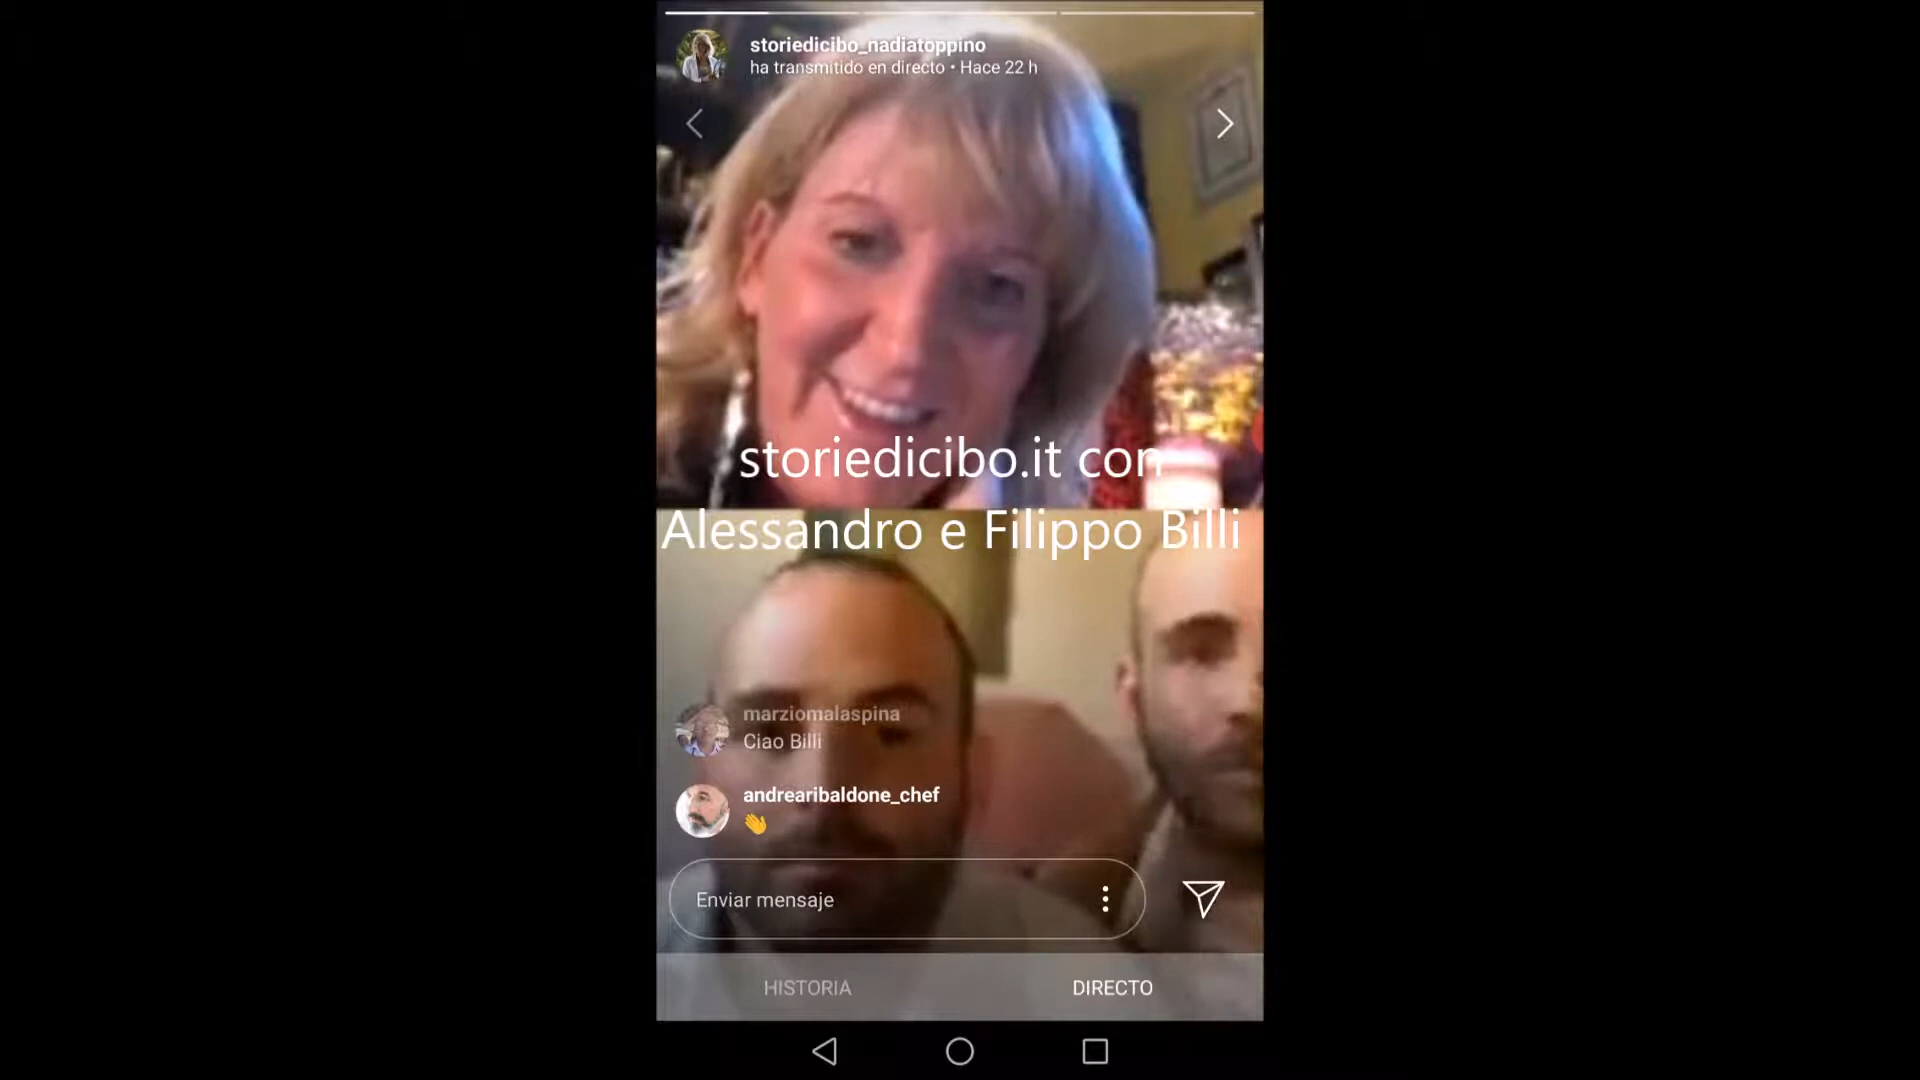 storiedicibo_nadiatoppino
ha transmitido en directo • Hace 22 h
storiedicibo.it con
Alessandro e Filippo Billi
marziomalaspina
Ciao Billi
andrearibaldone_chef
👋
Enviar mensaje
HISTORIA DIRECTO